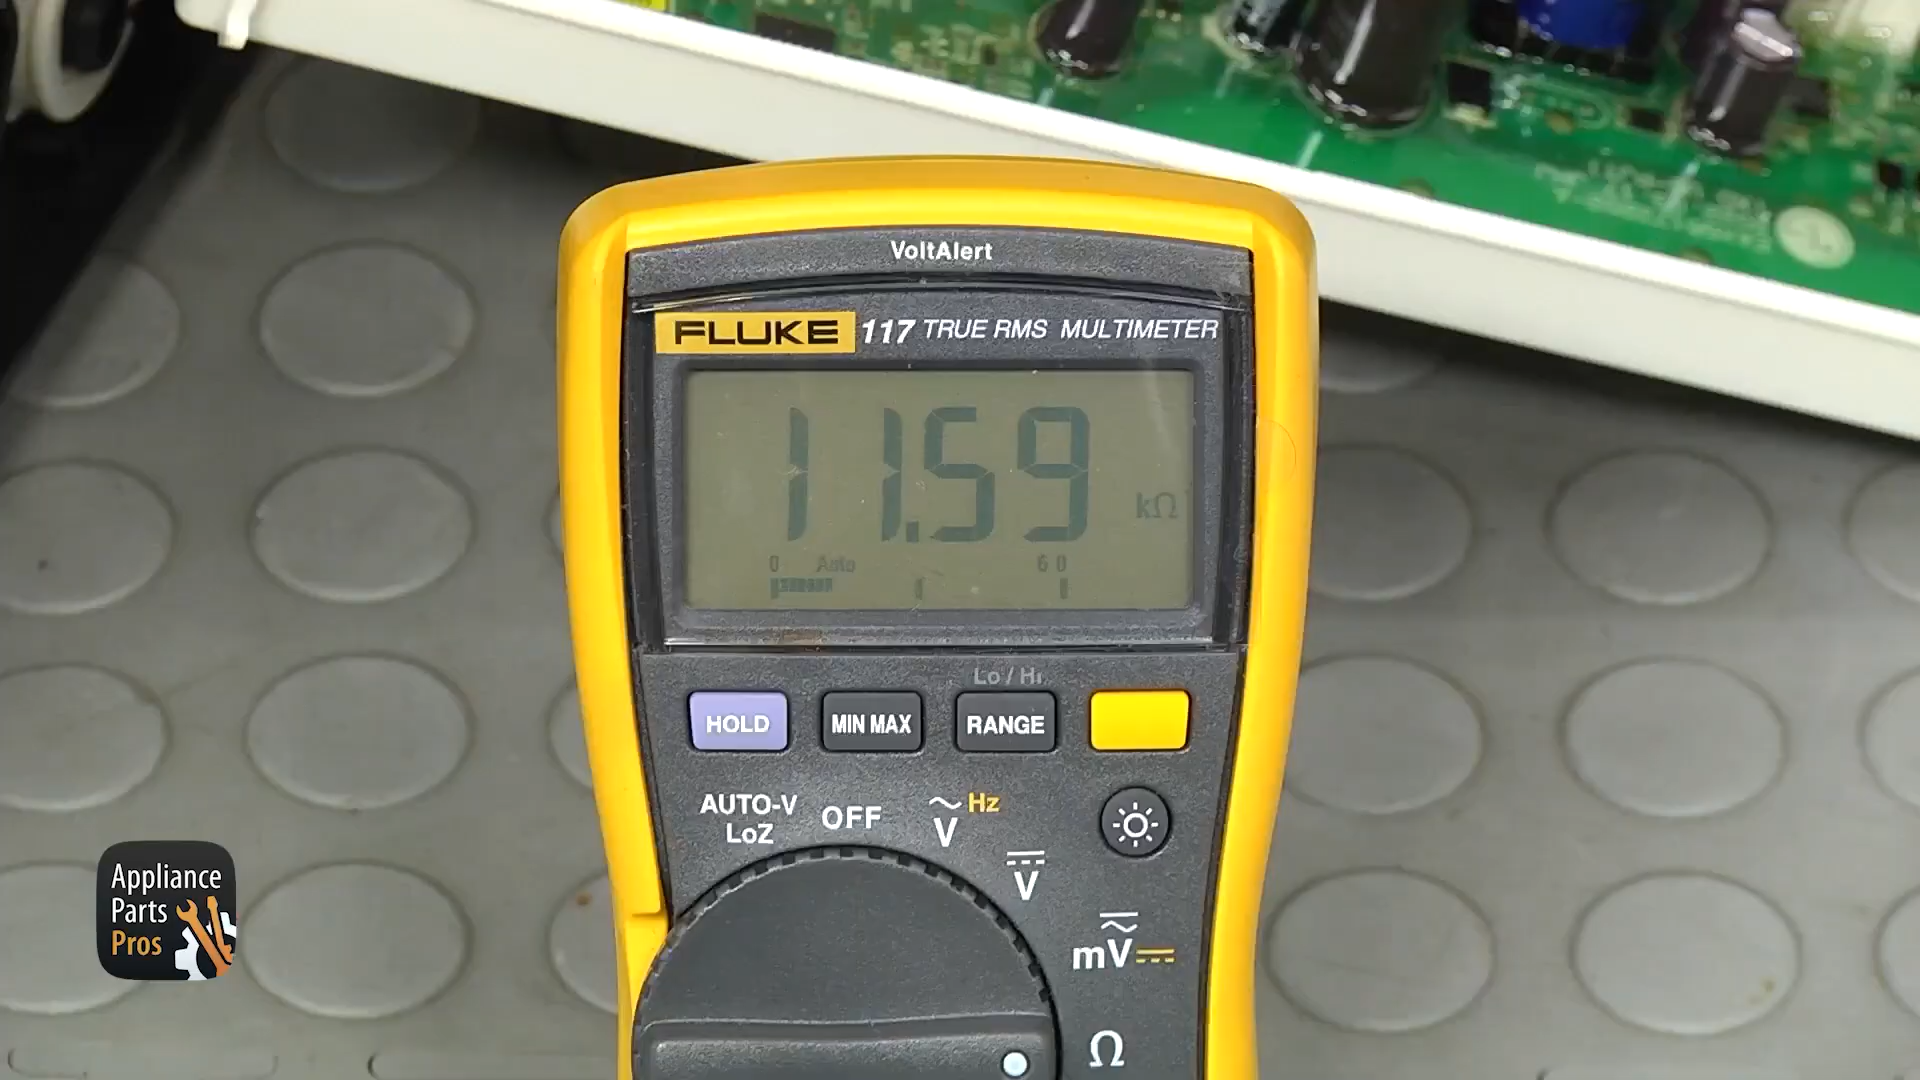 VoltAlert
FLUKE 117 TRUE RMS MULTIMETER
11.59 kΩ
0 Auto 60
Lo / Hi
HOLD MIN MAX RANGE
AUTO-V
LoZ
OFF
Hz
V
V
mV
Ω
Appliance
Parts
Pros